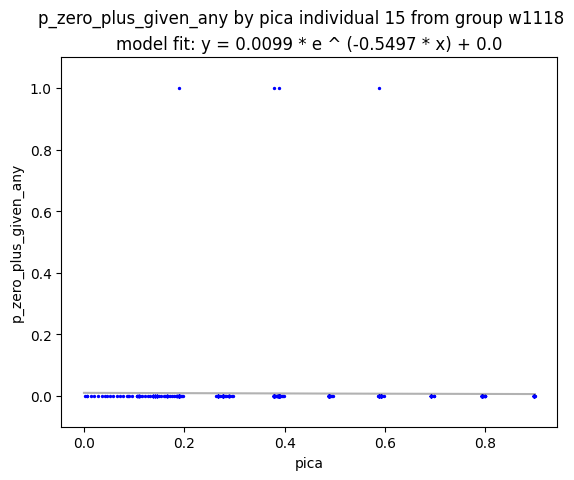 p_zero_plus_given_any by pica individual 15 from group w1118
model fit: y = 0.0099 * e ^ (-0.5497 * x) + 0.0
1.0
0.8
0.6
0.4
0.2
0.0
p_zero_plus_given_any
0.0 0.2 0.4 0.6 0.8
pica